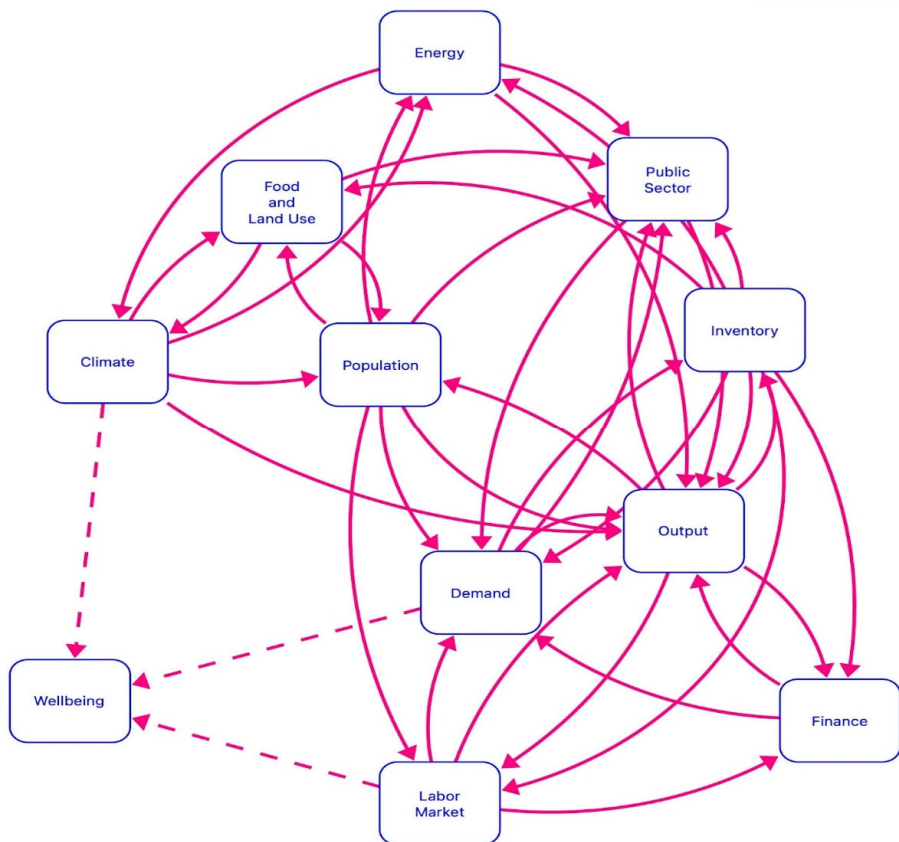 Energy
Public
Sector
Food
and
Land Use
Inventory
Climate
Population
Output
Demand
Wellbeing
Finance
Labor
Market